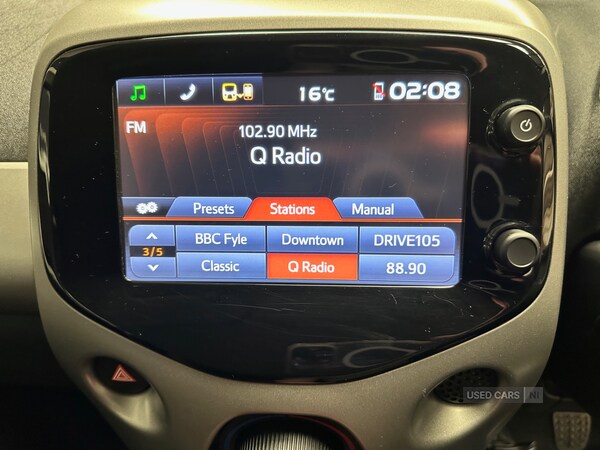 16°C 02:08
FM
102.90 MHz
Q Radio
Presets Stations Manual
BBC Fyle Downtown DRIVE105
3/5
Classic Q Radio 88.90
USED CARS NI